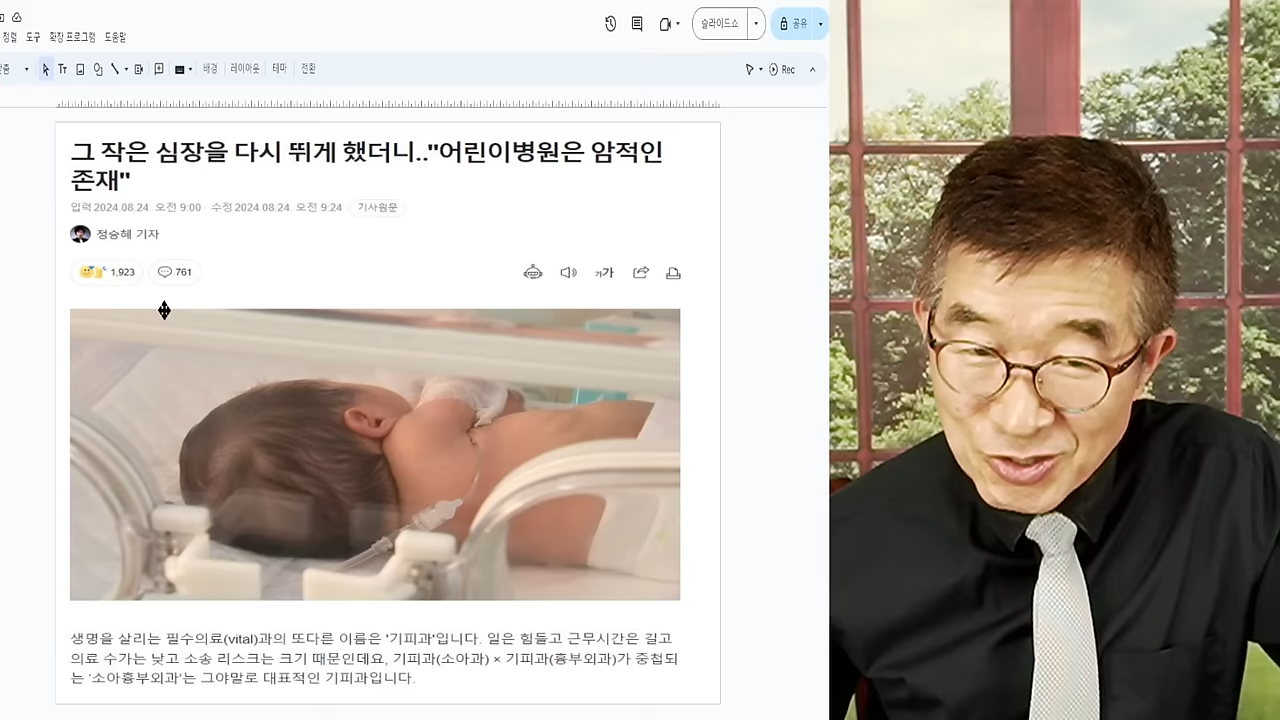 정렬 도구 확장 프로그램 도움말
슬라이드쇼
공유
맞춤
Tт
배경
레이아웃
테마
전환
Rec
그 작은 심장을 다시 뛰게 했더니.."어린이병원은 암적인
존재"
입력 2024.08.24. 오전 9:00 · 수정 2024.08.24. 오전 9:24 기사원문
정승혜 기자
1,923 761
가가
생명을 살리는 필수의료(vital)과의 또다른 이름은 '기피과'입니다. 일은 힘들고 근무시간은 길고
의료 수가는 낮고 소송 리스크는 크기 때문인데요, 기피과(소아과) × 기피과(흉부외과)가 중첩되
는 '소아흉부외과'는 그야말로 대표적인 기피과입니다.